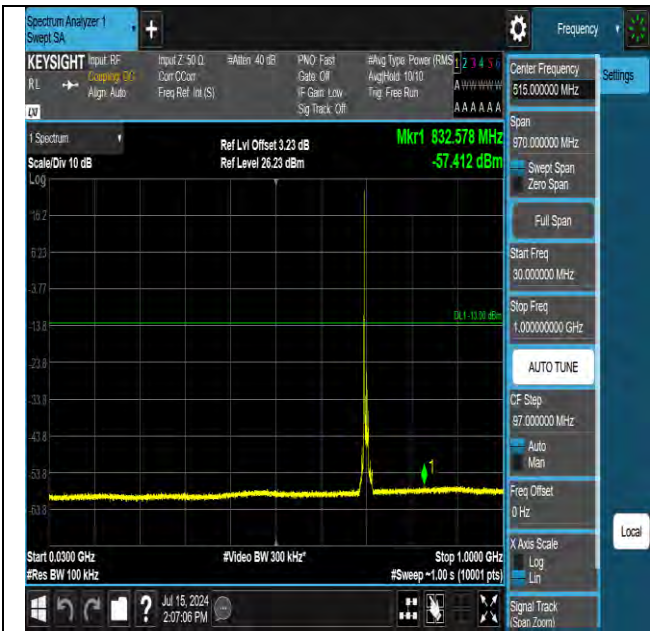 Spectrum Analyzer 1
Swept SA
+
Frequency
KEYSIGHT
RL
Input: RF
Coupling: DC
Align: Auto
Input Z: 50 Ω
Corr CCorr
Freq Ref: Int (S)
#Atten: 40 dB
PNO: Fast
Gate: Off
IF Gain: Low
Sig Track: Off
#Avg Type: Power (RMS
Avg|Hold: 10/10
Trig: Free Run
1 2 3 4 5 6
A W W W W W
A A A A A A
1 Spectrum
Scale/Div 10 dB
Log
Ref Lvl Offset 3.23 dB
Ref Level 26.23 dBm
Mkr1 832.578 MHz
-57.412 dBm
16.2
6.23
-3.77
-13.8
-23.8
-33.8
-43.8
-53.8
-63.8
DL1 -13.00 dBm
1
Start 0.0300 GHz
#Res BW 100 kHz
#Video BW 300 kHz*
Stop 1.0000 GHz
#Sweep ~1.00 s (10001 pts)
?
Jul 15, 2024
2:07:06 PM
Center Frequency
515.000000 MHz
Settings
Span
970.000000 MHz
Swept Span
Zero Span
Full Span
Start Freq
30.000000 MHz
Stop Freq
1.000000000 GHz
AUTO TUNE
CF Step
97.000000 MHz
Auto
Man
Freq Offset
0 Hz
X Axis Scale
Log
Lin
Local
Signal Track
(Span Zoom)